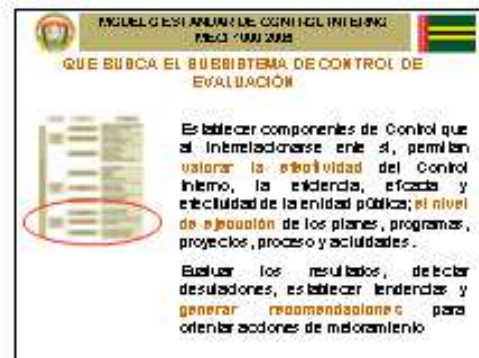 MODELO ESTANDAR DE CONTROL INTERNO
MECI 1000 2005
QUE BUSCA EL SUBSISTEMA DE CONTROL DE
EVALUACIÓN
Establecer componentes de Control que
al interrelacionarse ente si, permitan
valorar la efectividad del Control
Interno, la eficiencia, eficacia y
efectividad de la entidad pública; el nivel
de ejecución de los planes, programas,
proyectos, proceso y actividades.
Evaluar los resultados, detectar
desviaciones, establecer tendencias y
generar recomendaciones para
orientar acciones de mejoramiento